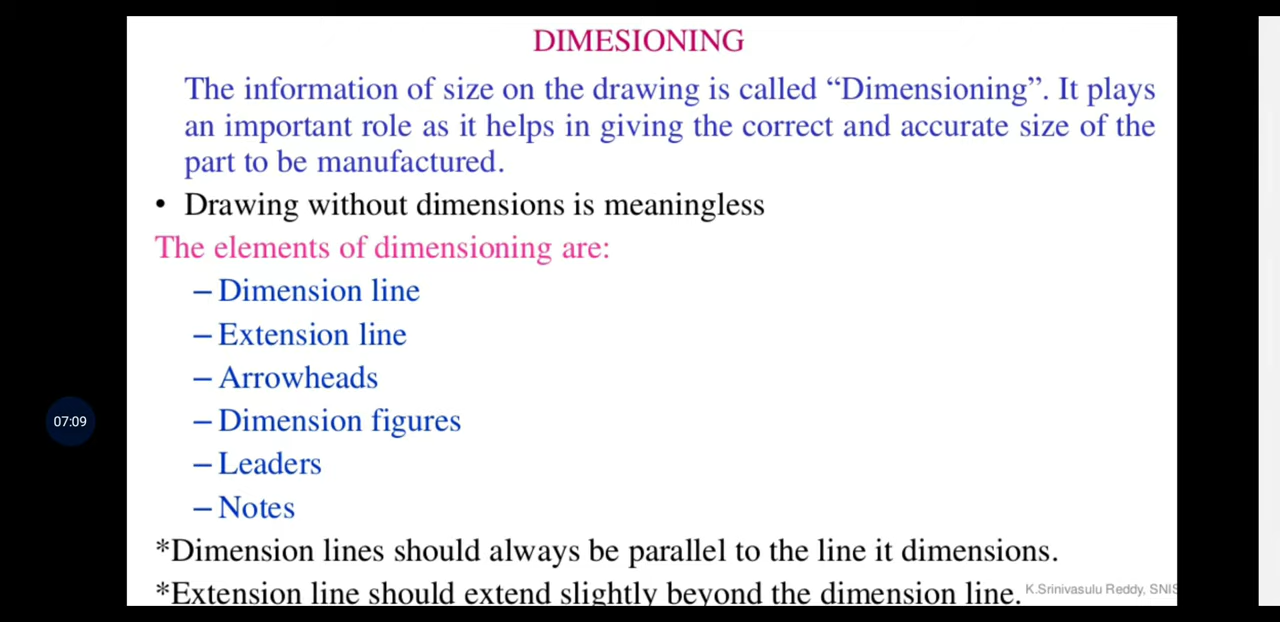 DIMESIONING
The information of size on the drawing is called “Dimensioning”. It plays
an important role as it helps in giving the correct and accurate size of the
part to be manufactured.
• Drawing without dimensions is meaningless
The elements of dimensioning are:
– Dimension line
– Extension line
– Arrowheads
– Dimension figures
07:09
– Leaders
– Notes
*Dimension lines should always be parallel to the line it dimensions.
*Extension line should extend slightly beyond the dimension line.
K.Srinivasulu Reddy,